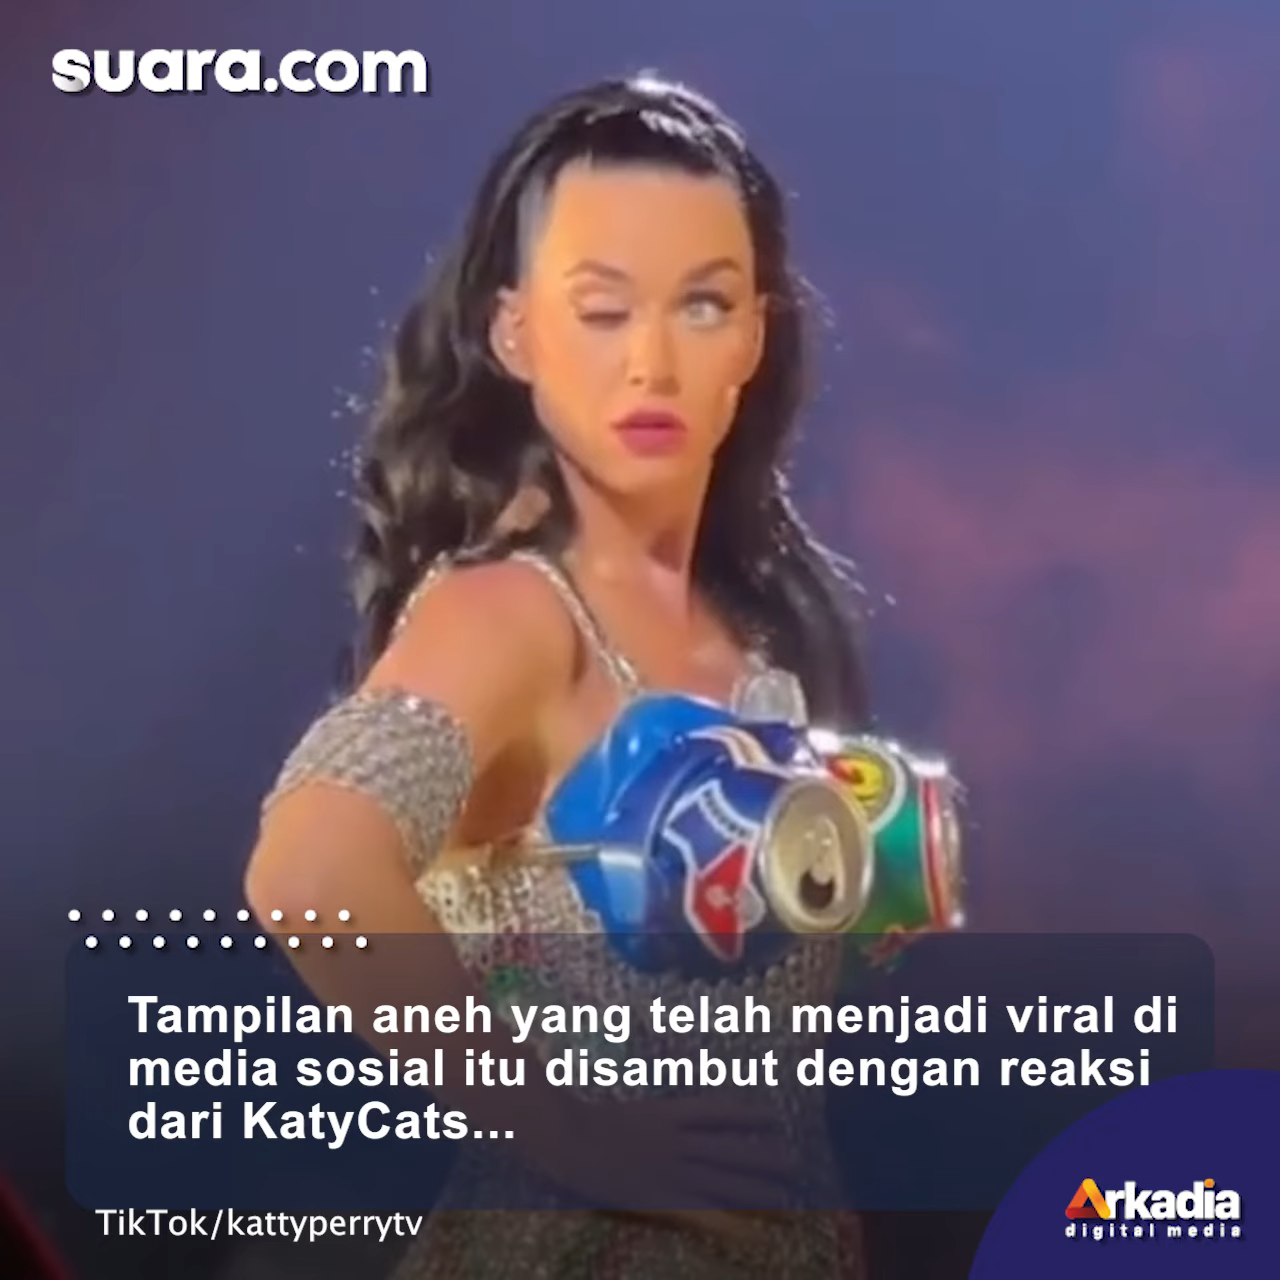 suara.com
Tampilan aneh yang telah menjadi viral di
media sosial itu disambut dengan reaksi
dari KatyCats...
TikTok/kattyperrytv
Arkadia
digital media